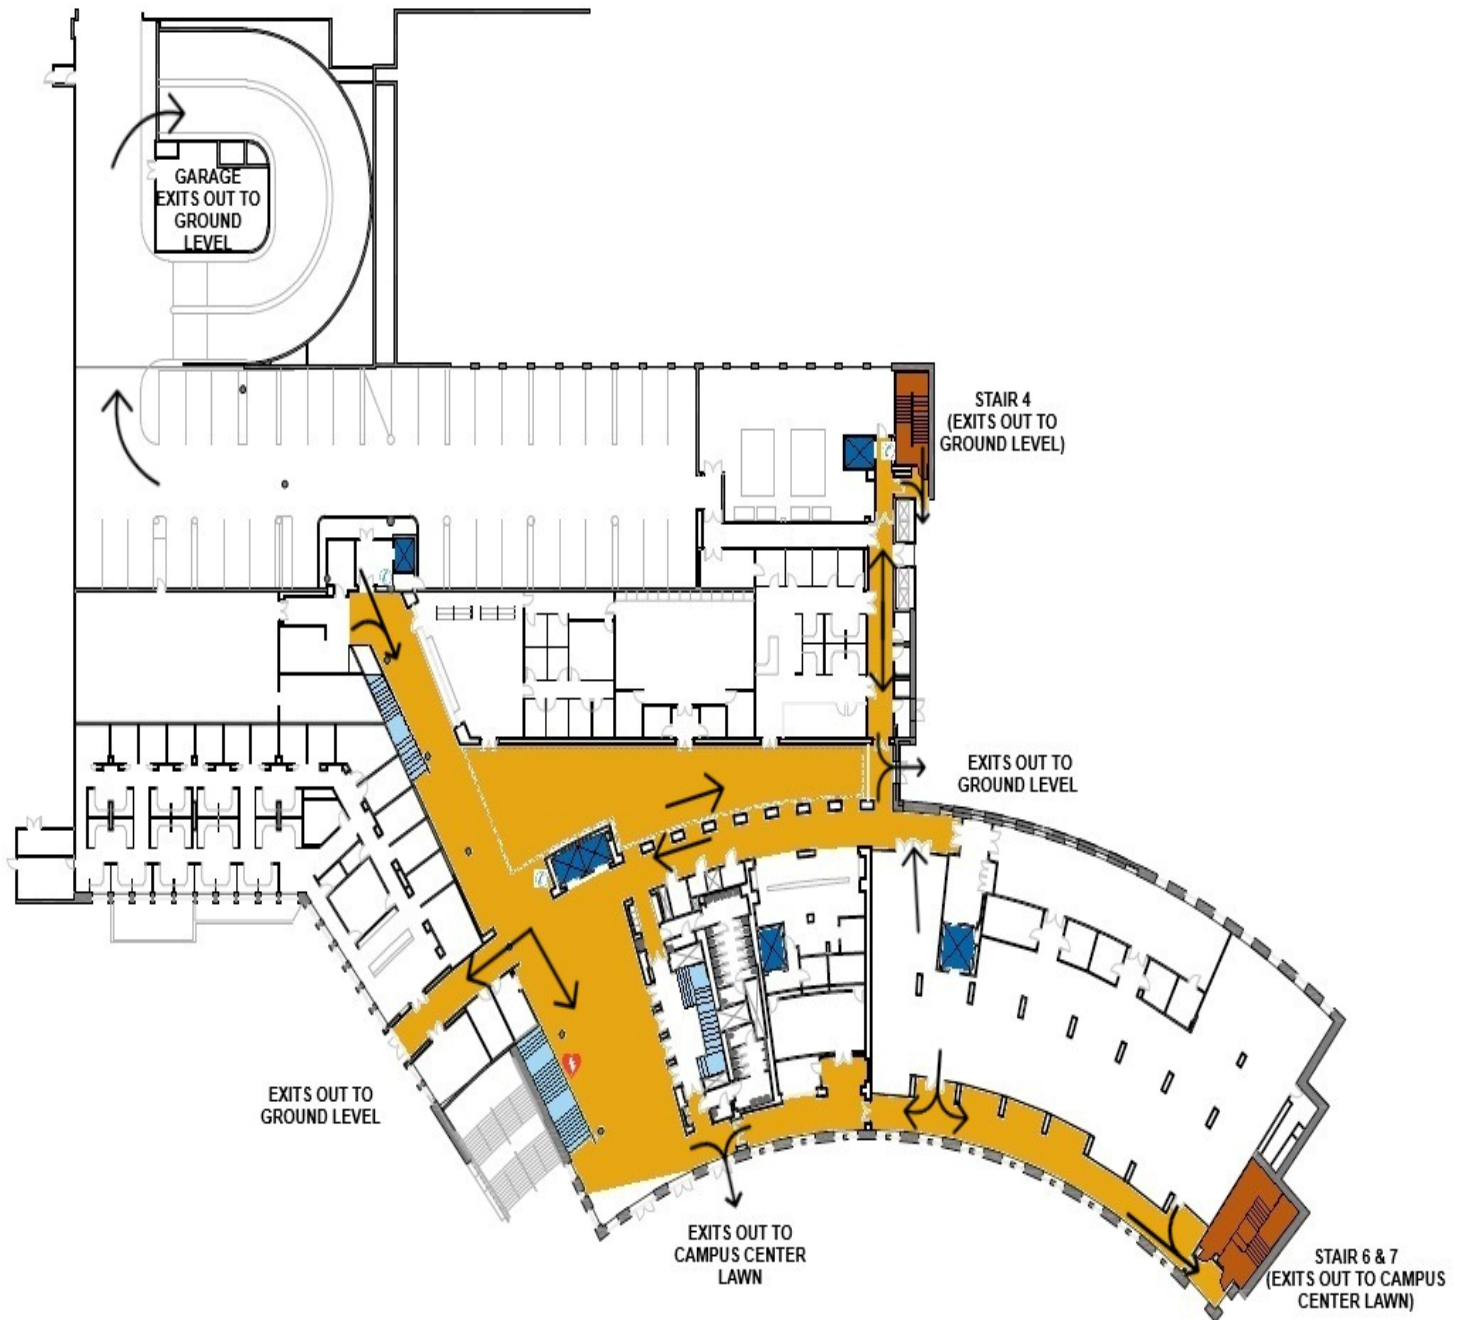 GARAGE
EXITS OUT TO
GROUND
LEVEL
STAIR 4
(EXITS OUT TO
GROUND LEVEL)
EXITS OUT TO
GROUND LEVEL
EXITS OUT TO
GROUND LEVEL
EXITS OUT TO
CAMPUS CENTER
LAWN
STAIR 6 & 7
(EXITS OUT TO CAMPUS
CENTER LAWN)